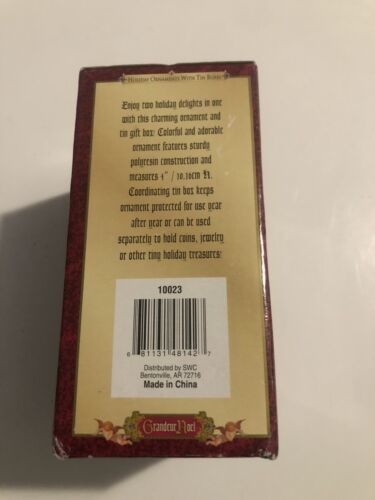 Holiday Ornaments With Tin Boxes
Enjoy two holiday delights in one
with this charming ornament and
tin gift box! Colorful and adorable
ornament features sturdy
polyresin construction and
measures 4" / 10.16cm H.
Coordinating tin box keeps
ornament protected for use year
after year or can be used
separately to hold coins, jewelry
or other tiny holiday treasures!
10023
6 81131 48142 7
Distributed by SWC
Bentonville, AR 72716
Made in China
Grandeur Noel